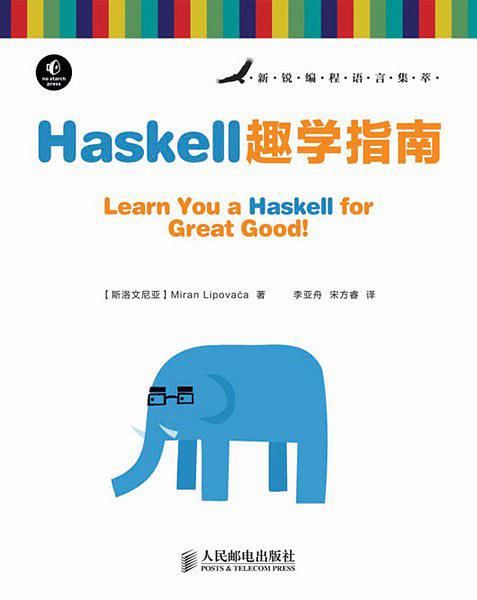 no starch
press
·新·锐·编·程·语·言·集·萃·
Haskell趣学指南
Learn You a Haskell for
Great Good!
【斯洛文尼亚】Miran Lipovača 著 李亚舟 宋方睿 译
人民邮电出版社
POSTS & TELECOM PRESS